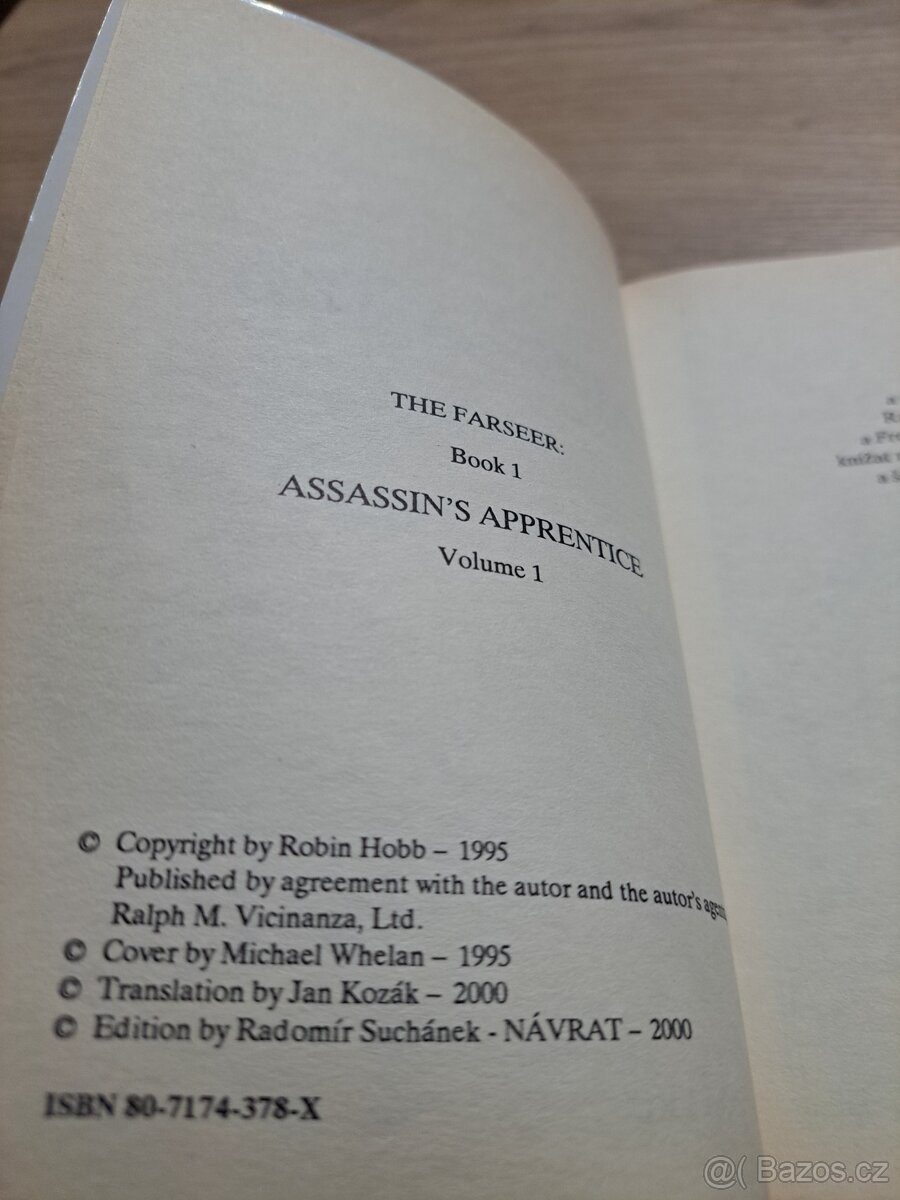 THE FARSEER:
Book 1
ASSASSIN'S APPRENTICE
Volume 1
© Copyright by Robin Hobb – 1995
Published by agreement with the autor and the autor's agent
Ralph M. Vicinanza, Ltd.
© Cover by Michael Whelan – 1995
© Translation by Jan Kozák – 2000
© Edition by Radomír Suchánek - NÁVRAT – 2000
ISBN 80-7174-378-X
a
a
knížat
@( Bazos.cz